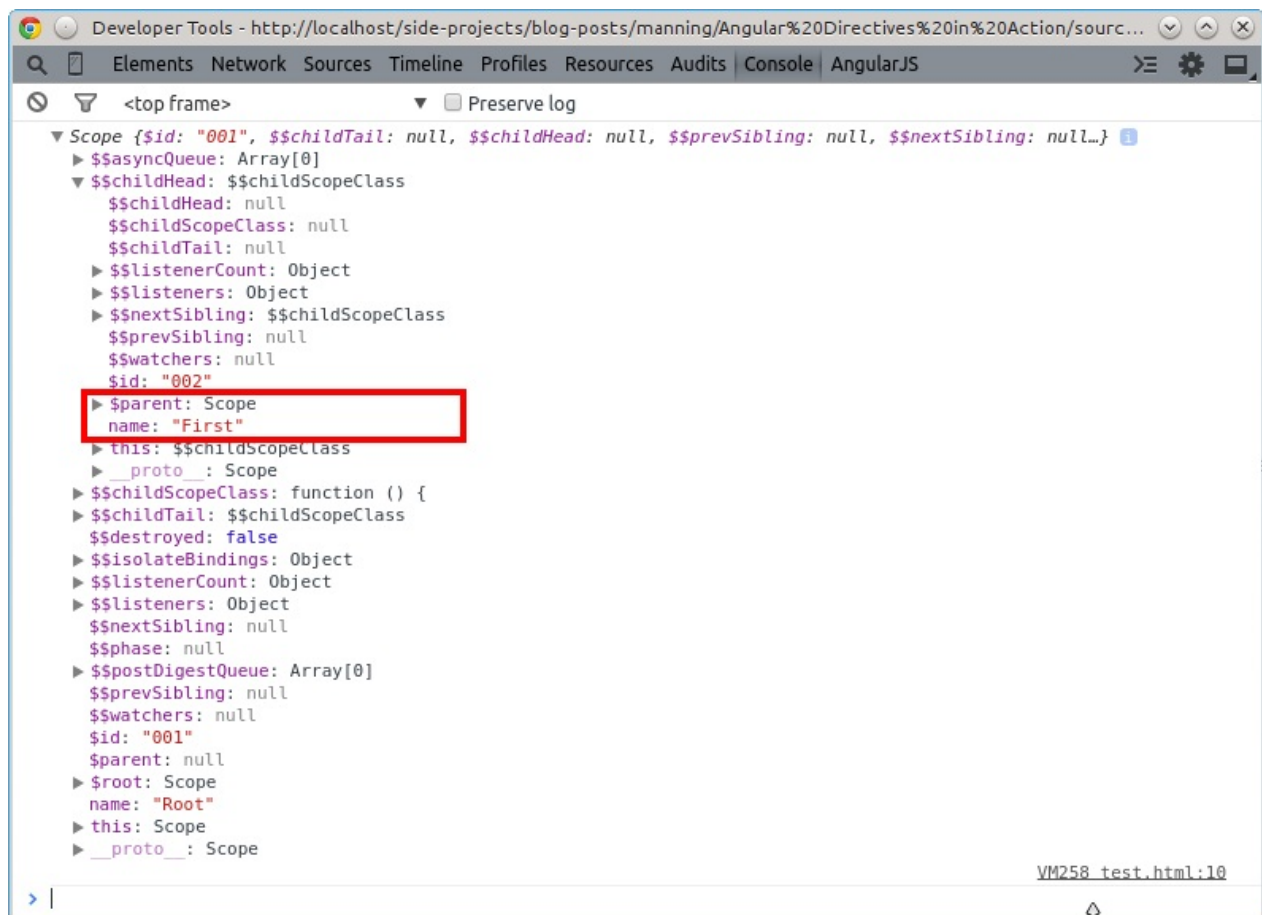 Developer Tools - http://localhost/side-projects/blog-posts/manning/Angular%20Directives%20in%20Action/sourc...
Elements Network Sources Timeline Profiles Resources Audits Console AngularJS
<top frame> ▼ Preserve log
▼ Scope {$id: "001", $$childTail: null, $$childHead: null, $$prevSibling: null, $$nextSibling: null…}
▶ $$asyncQueue: Array[0]
▼ $$childHead: $$childScopeClass
$$childHead: null
$$childScopeClass: null
$$childTail: null
▶ $$listenerCount: Object
▶ $$listeners: Object
▶ $$nextSibling: $$childScopeClass
$$prevSibling: null
$$watchers: null
$id: "002"
▶ $parent: Scope
name: "First"
▶ this: $$childScopeClass
▶ __proto__: Scope
▶ $$childScopeClass: function () {
▶ $$childTail: $$childScopeClass
$$destroyed: false
▶ $$isolateBindings: Object
▶ $$listenerCount: Object
▶ $$listeners: Object
$$nextSibling: null
$$phase: null
▶ $$postDigestQueue: Array[0]
$$prevSibling: null
$$watchers: null
$id: "001"
$parent: null
▶ $root: Scope
name: "Root"
▶ this: Scope
▶ __proto__: Scope
VM258 test.html:10
>